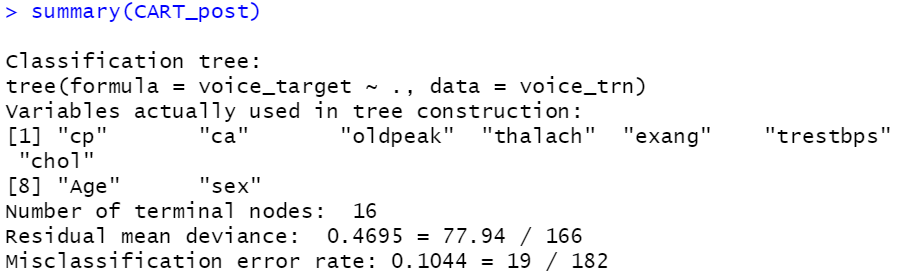 > summary(CART_post)
Classification tree:
tree(formula = voice_target ~ ., data = voice_trn)
Variables actually used in tree construction:
[1] "cp"       "ca"       "oldpeak"  "thalach"  "exang"    "trestbps"
 "chol"
[8] "Age"      "sex"
Number of terminal nodes:  16
Residual mean deviance:  0.4695 = 77.94 / 166
Misclassification error rate: 0.1044 = 19 / 182